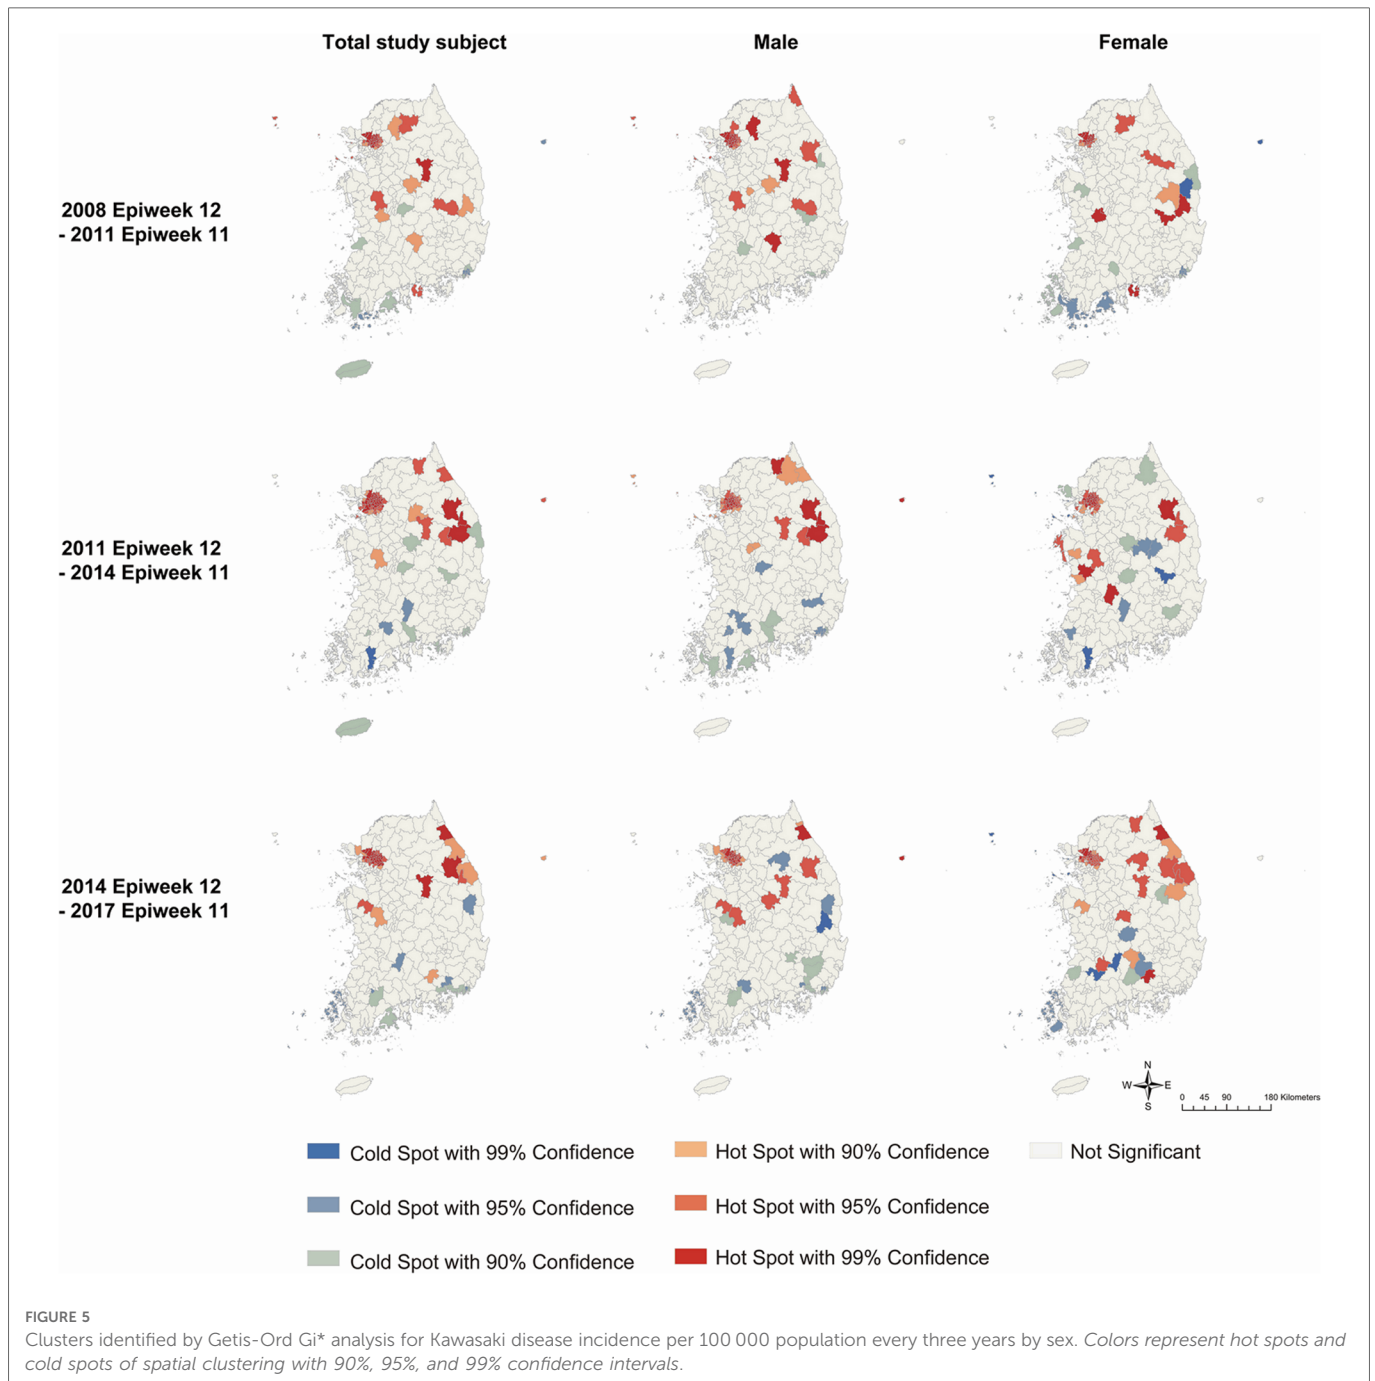 Total study subject
Male
Female
2008 Epiweek 12
- 2011 Epiweek 11
2011 Epiweek 12
- 2014 Epiweek 11
2014 Epiweek 12
- 2017 Epiweek 11
N
W
E
S
0 45 90 180 Kilometers
Cold Spot with 99% Confidence
Hot Spot with 90% Confidence
Not Significant
Cold Spot with 95% Confidence
Hot Spot with 95% Confidence
Cold Spot with 90% Confidence
Hot Spot with 99% Confidence
FIGURE 5
Clusters identified by Getis-Ord Gi* analysis for Kawasaki disease incidence per 100 000 population every three years by sex. Colors represent hot spots and
cold spots of spatial clustering with 90%, 95%, and 99% confidence intervals.